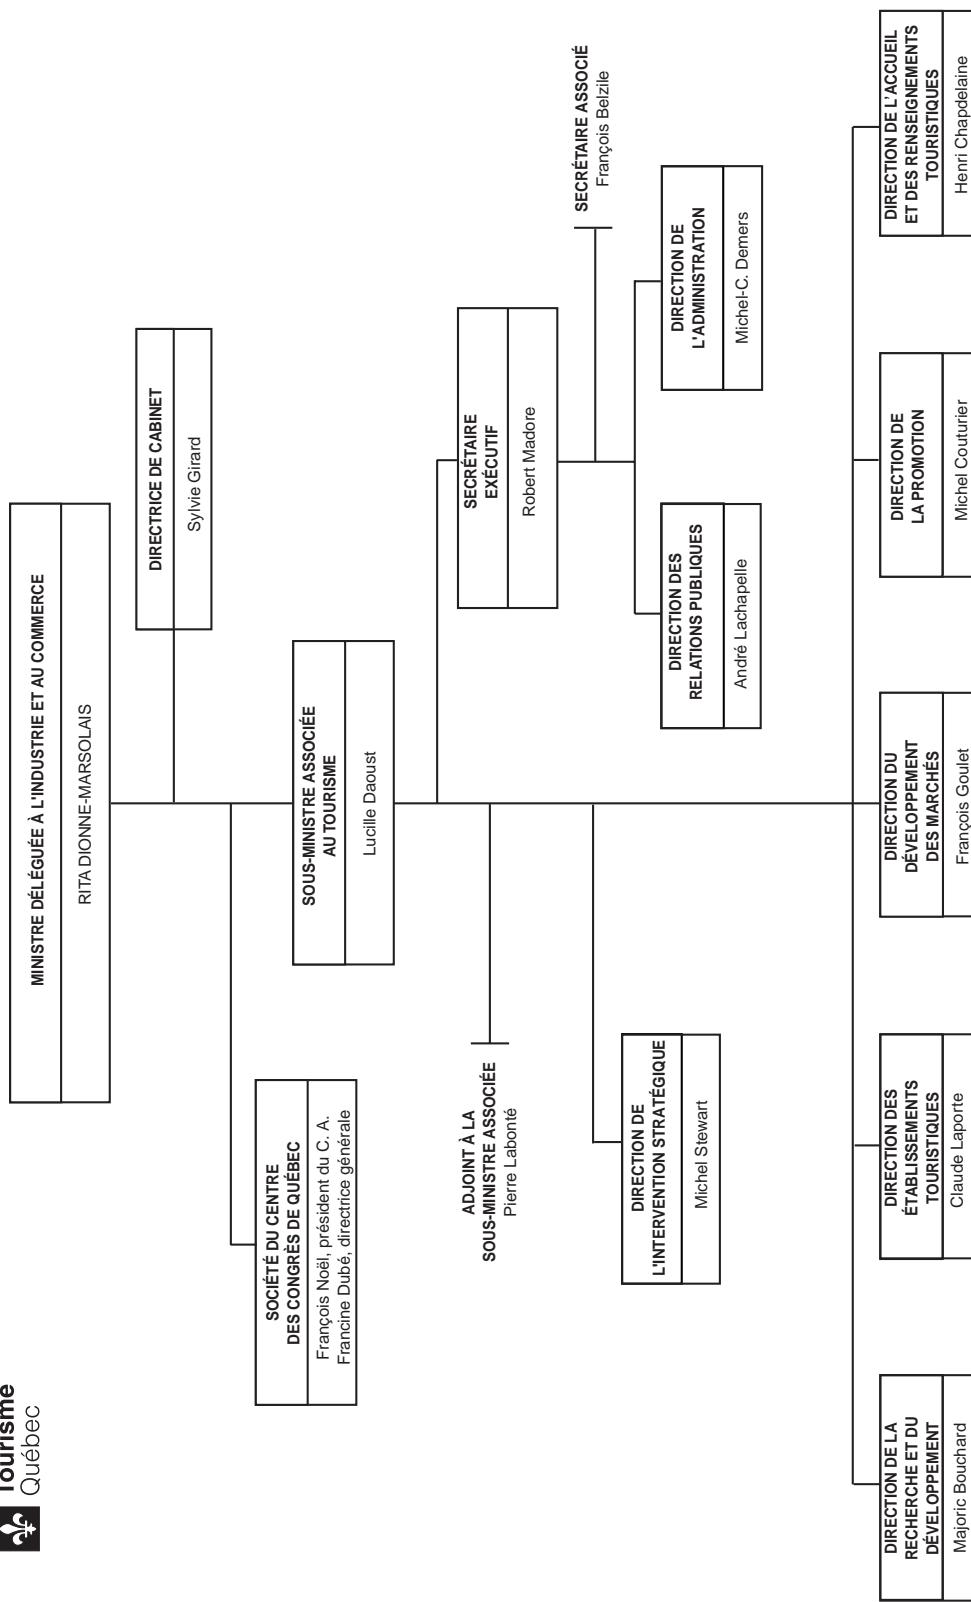 Tourisme
Québec
MINISTRE DÉLÉGUÉE À L'INDUSTRIE ET AU COMMERCE
RITA DIONNE-MARSOLAIS
DIRECTRICE DE CABINET
Sylvie Girard
SOCIÉTÉ DU CENTRE
DES CONGRÈS DE QUÉBEC
François Noël, président du C. A.
Francine Dubé, directrice générale
SOUS-MINISTRE ASSOCIÉE
AU TOURISME
Lucille Daoust
SECRÉTAIRE
EXÉCUTIF
Robert Madore
ADJOINT À LA
SOUS-MINISTRE ASSOCIÉE
Pierre Labonté
SECRÉTAIRE ASSOCIÉ
François Belzile
DIRECTION DE
L'INTERVENTION STRATÉGIQUE
Michel Stewart
DIRECTION DES
RELATIONS PUBLIQUES
André Lachapelle
DIRECTION DE
L'ADMINISTRATION
Michel-C. Demers
DIRECTION DE LA
RECHERCHE ET DU
DÉVELOPPEMENT
Majoric Bouchard
DIRECTION DES
ÉTABLISSEMENTS
TOURISTIQUES
Claude Laporte
DIRECTION DU
DÉVELOPPEMENT
DES MARCHÉS
François Goulet
DIRECTION DE
LA PROMOTION
Michel Couturier
DIRECTION DE L'ACCUEIL
ET DES RENSEIGNEMENTS
TOURISTIQUES
Henri Chapdelaine